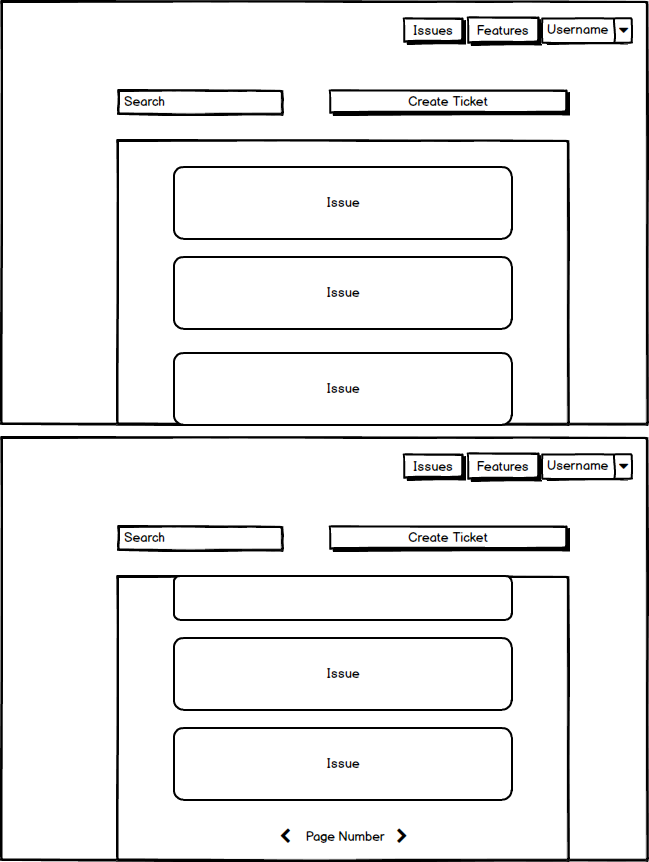 Issues Features Username
Search Create Ticket
Issue
Issue
Issue
Issues Features Username
Search Create Ticket
Issue
Issue
Page Number